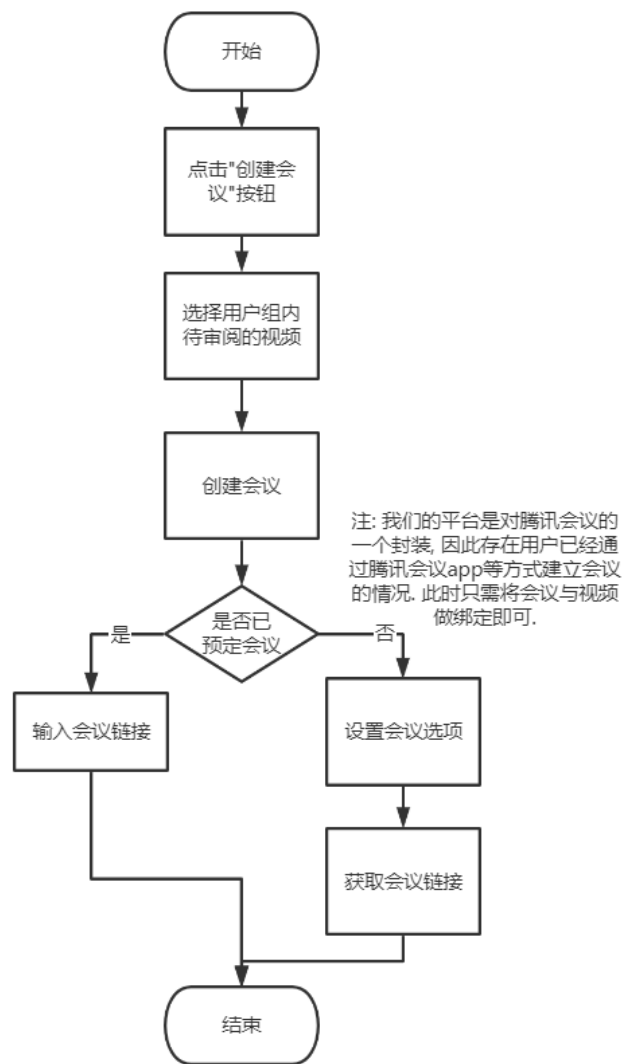 开始
点击"创建会
议"按钮
选择用户组内
待审阅的视频
创建会议
注: 我们的平台是对腾讯会议的
一个封装, 因此存在用户已经通
过腾讯会议app等方式建立会议
的情况. 此时只需将会议与视频
做绑定即可.
是否已
预定会议
是
否
输入会议链接
设置会议选项
获取会议链接
结束